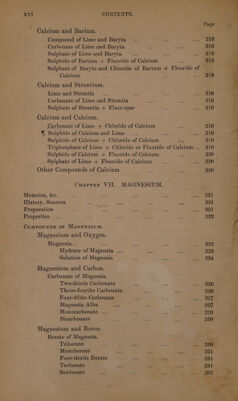 xvi CONTENTS.
Page
Calcium and Barium.
Compound of Lime and Baryta ... 218
Carbonate of Lime and Baryta ... 218
Sulphate of Lime and Baryta ... 218
Sulphide of Barium + Fluoride of Calcium ... 218
Sulphate of Baryta and Chloride of Barium + Fluoride of
Calcium ... 219
Calcium and Strontium.
Lime and Strontia ... 219
Carbonate of Lime and Strontia ... 219
Sulphate of Strontia + Fluor-spar ... 219
Calcium and Calcium.
Carbonate of Lime + Chloride of Calcium ... 219
Sulphide of Calcium and Lime ... 219
Sulphide of Calcium + Chloride of Calcium ... 219
Triphosphate of Lime + Chloride or Fluoride of Calcium ... 219
Sulphide of Calcium + Fluoride of Calcium ... 220
Sulphate of Lime + Fluoride of Calcium ... 220
Other Compounds of Calcium ... 220
CHAPTER VII. MAGNESIUM.
Memoirs, &c. ... 221
History, Sources ... 221
Preparation ... 221
Properties ... 222
COMPOUNDS OF MAGNESIUM.
Magnesium and Oxygen.
Magnesia ... 222
Hydrate of Magnesia ... 223
Solution of Magnesia ... 224
Magnesium and Carbon.
Carbonate of Magnesia.
Two-thirds Carbonate ... 226
Three-fourths Carbonate ... 226
Four-fifths Carbonate ... 227
Magnesia Alba ... 227
Monocarbonate ... 229
Bicarbonate ... 230
Magnesium and Boron.
Borate of Magnesia.
Triborate ... 230
Monoborate ... 231
Four-thirds Borate ... 231
Terborate ... 231
Sexborate ... 232